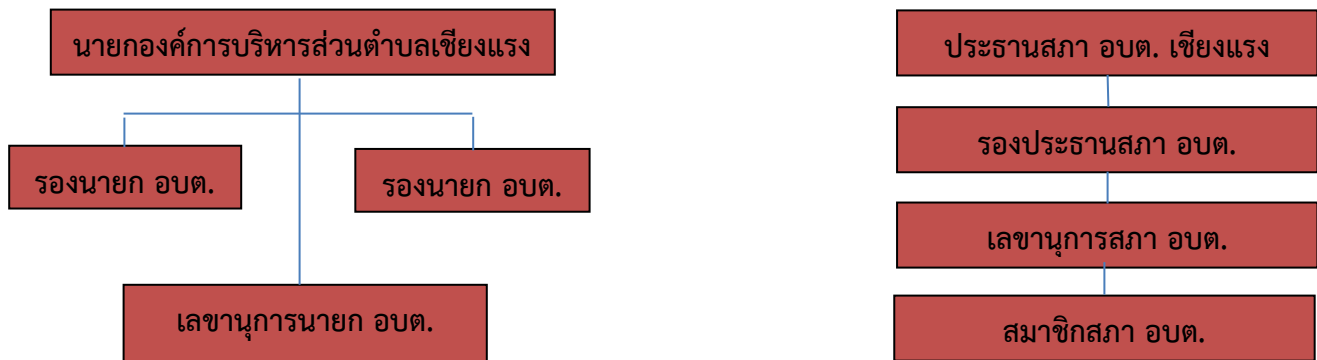 นายกองค์การบริหารส่วนตำบลเชียงแรง
รองนายก อบต.
รองนายก อบต.
เลขานุการนายก อบต.
ประธานสภา อบต. เชียงแรง
รองประธานสภา อบต.
เลขานุการสภา อบต.
สมาชิกสภา อบต.